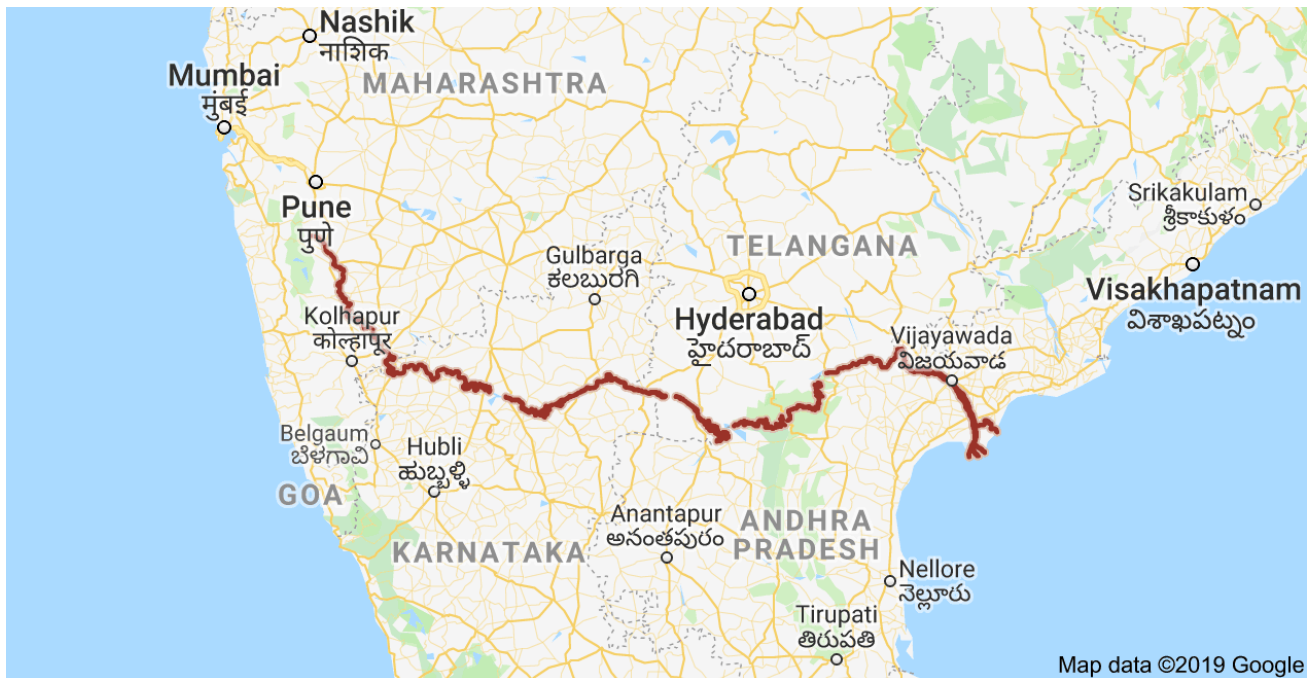 Nashik
नाशिक
Mumbai
मुंबई
MAHARASHTRA
Pune
पुणे
Srikakulam
శ్రీకాకుళం
TELANGANA
Gulbarga
ಕಲಬುರಗಿ
Visakhapatnam
విశాఖపట్నం
Kolhapur
कोल्हापूर
Hyderabad
హైదరాబాద్
Vijayawada
విజయవాడ
Belgaum
ಬೆಳಗಾವಿ
Hubli
ಹುಬ್ಬಳ್ಳಿ
GOA
Anantapur
అనంతపురం
ANDHRA
PRADESH
KARNATAKA
Nellore
నెల్లూరు
Tirupati
తిరుపతి
Map data ©2019 Google